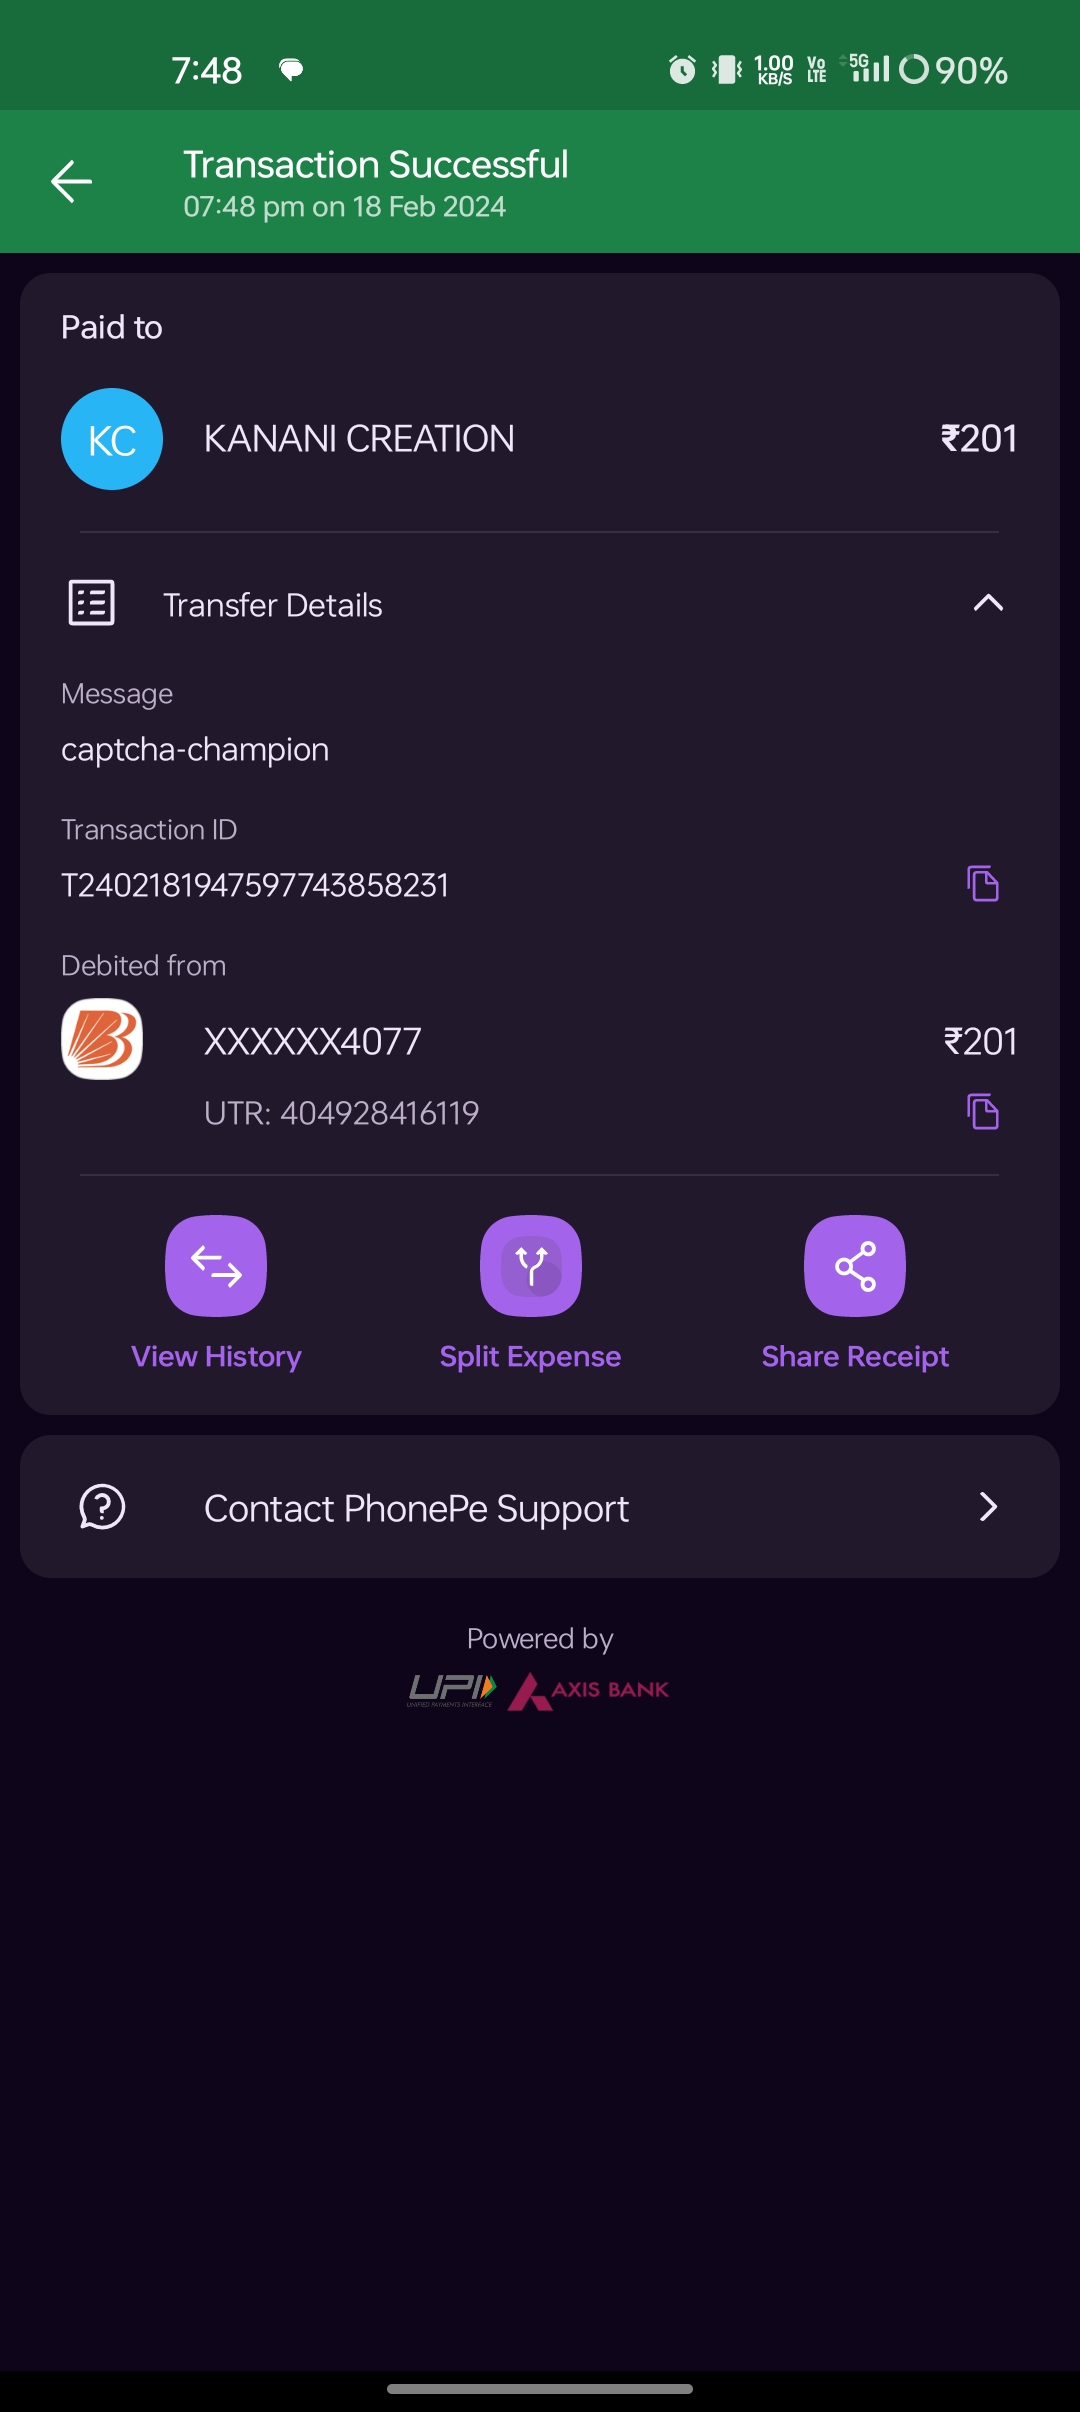 7:48
1.00 KB/S Vo LTE 5G 90%
Transaction Successful
07:48 pm on 18 Feb 2024
Paid to
KC KANANI CREATION ₹201
Transfer Details
Message
captcha-champion
Transaction ID
T2402181947597743858231
Debited from
XXXXXX4077 ₹201
UTR: 404928416119
View History Split Expense Share Receipt
Contact PhonePe Support
Powered by
UPI AXIS BANK
UNIFIED PAYMENTS INTERFACE